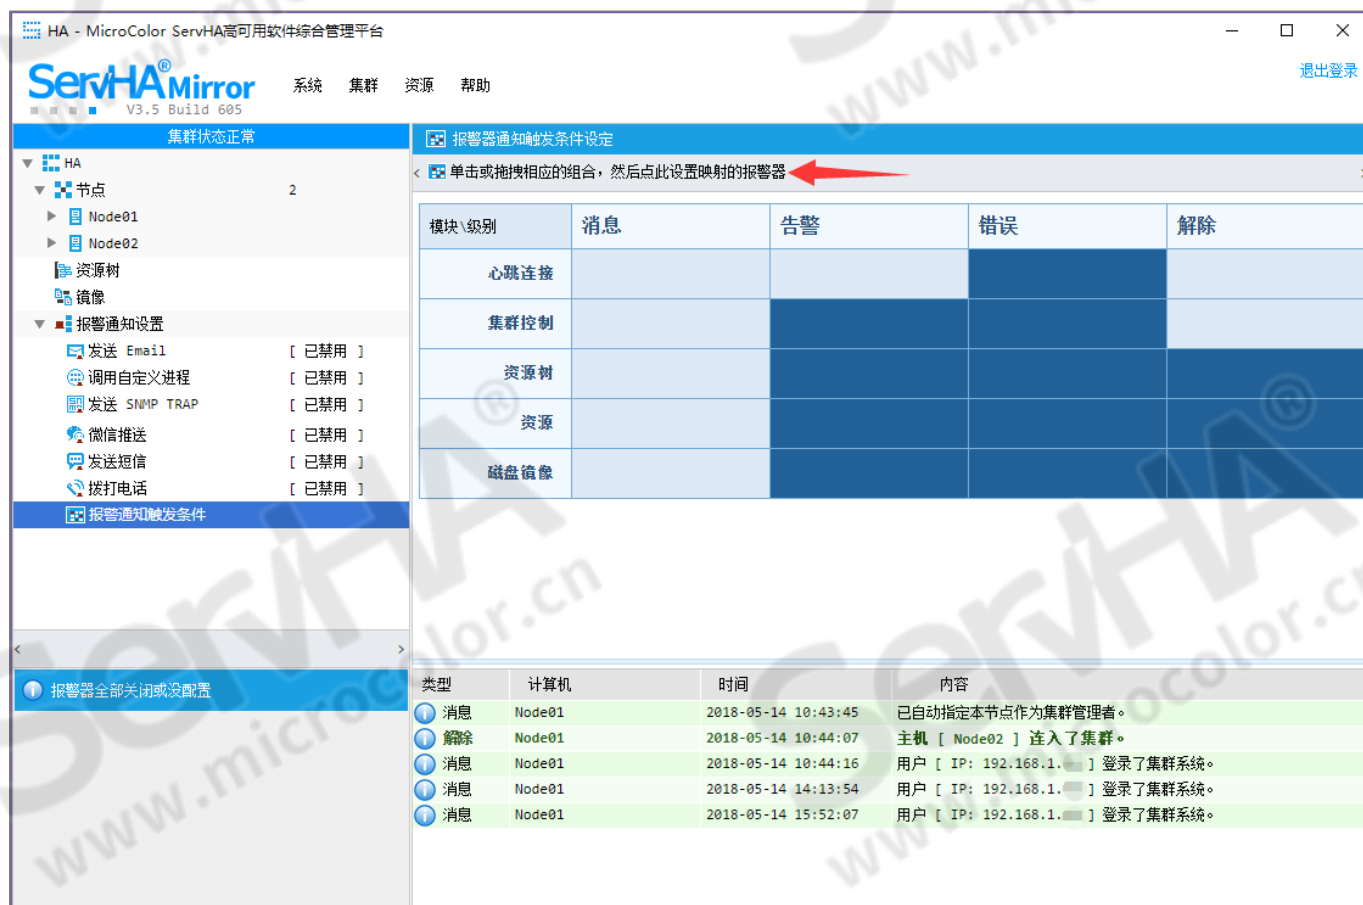 HA - MicroColor ServHA高可用软件综合管理平台
ServHA® Mirror
V3.5 Build 605
系统 集群 资源 帮助
退出登录
集群状态正常
HA
节点 2
Node01
Node02
资源树
镜像
报警通知设置
发送 Email [ 已禁用 ]
调用自定义进程 [ 已禁用 ]
发送 SNMP TRAP [ 已禁用 ]
微信推送 [ 已禁用 ]
发送短信 [ 已禁用 ]
拨打电话 [ 已禁用 ]
报警通知触发条件
报警器全部关闭或没配置
报警器通知触发条件设定
单击或拖拽相应的组合，然后点此设置映射的报警器
模块\级别 消息 告警 错误 解除
心跳连接
集群控制
资源树
资源
磁盘镜像
类型 计算机 时间 内容
消息 Node01 2018-05-14 10:43:45 已自动指定本节点作为集群管理者。
解除 Node01 2018-05-14 10:44:07 主机 [ Node02 ] 连入了集群。
消息 Node01 2018-05-14 10:44:16 用户 [ IP: 192.168.1. ] 登录了集群系统。
消息 Node01 2018-05-14 14:13:54 用户 [ IP: 192.168.1. ] 登录了集群系统。
消息 Node01 2018-05-14 15:52:07 用户 [ IP: 192.168.1. ] 登录了集群系统。
ServHA®
www.microcolor.cn
ServHA®
www.microcolor.cn